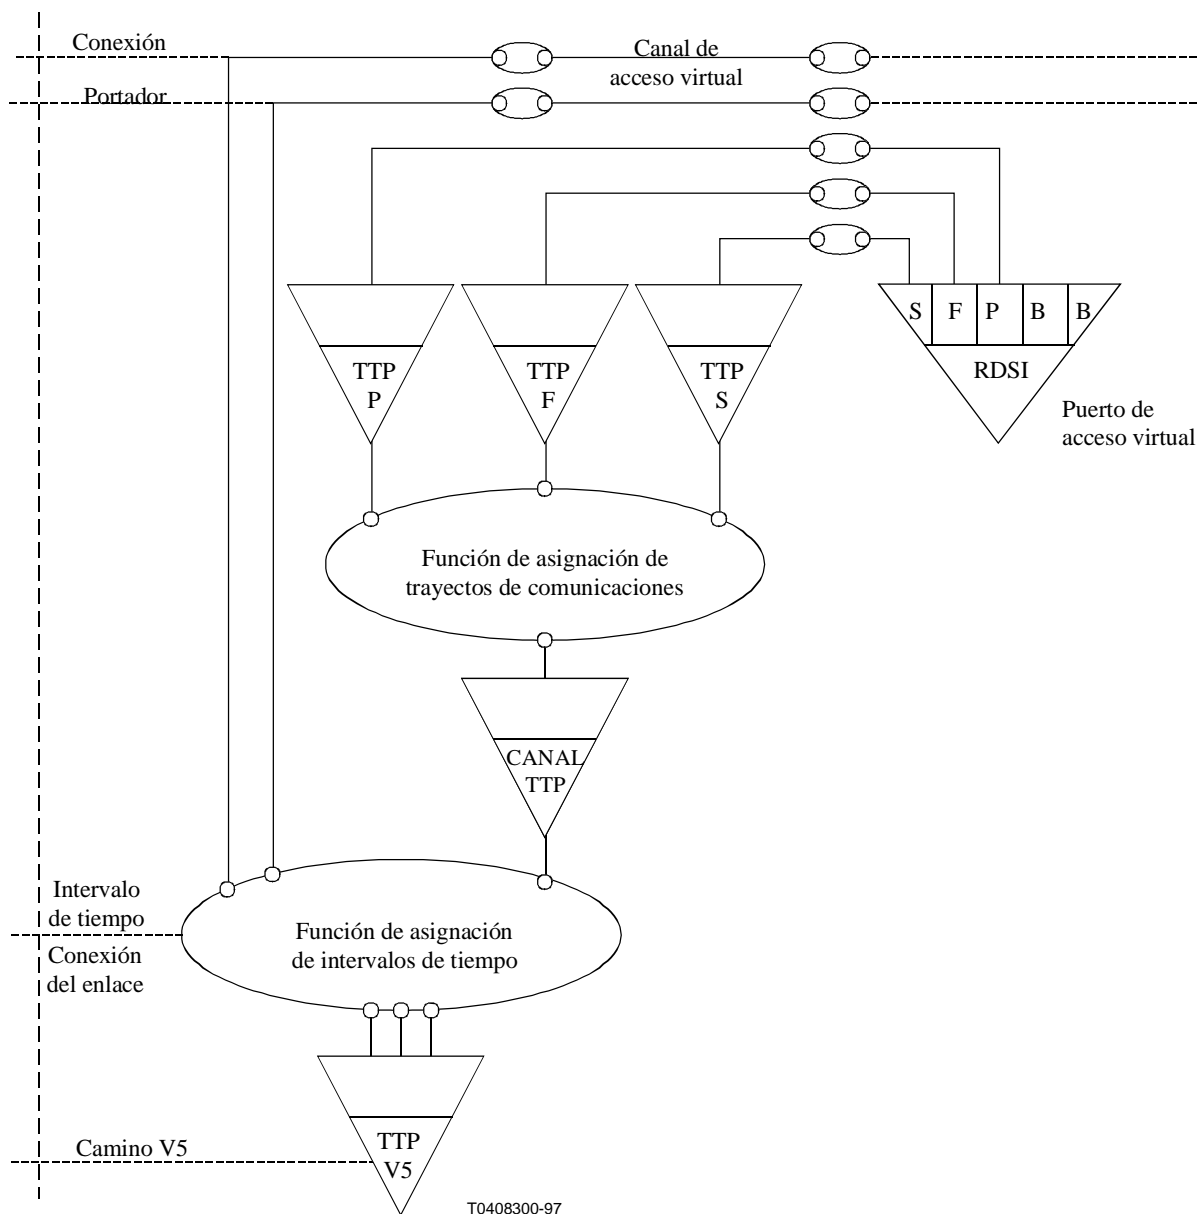 Conexión
Canal de
acceso virtual
Portador
S F P B B
RDSI
TTP
P
TTP
F
TTP
S
Puerto de
acceso virtual
Función de asignación de
trayectos de comunicaciones
CANAL
TTP
Intervalo
de tiempo
Función de asignación
de intervalos de tiempo
Conexión
del enlace
Camino V5
TTP
V5
T0408300-97